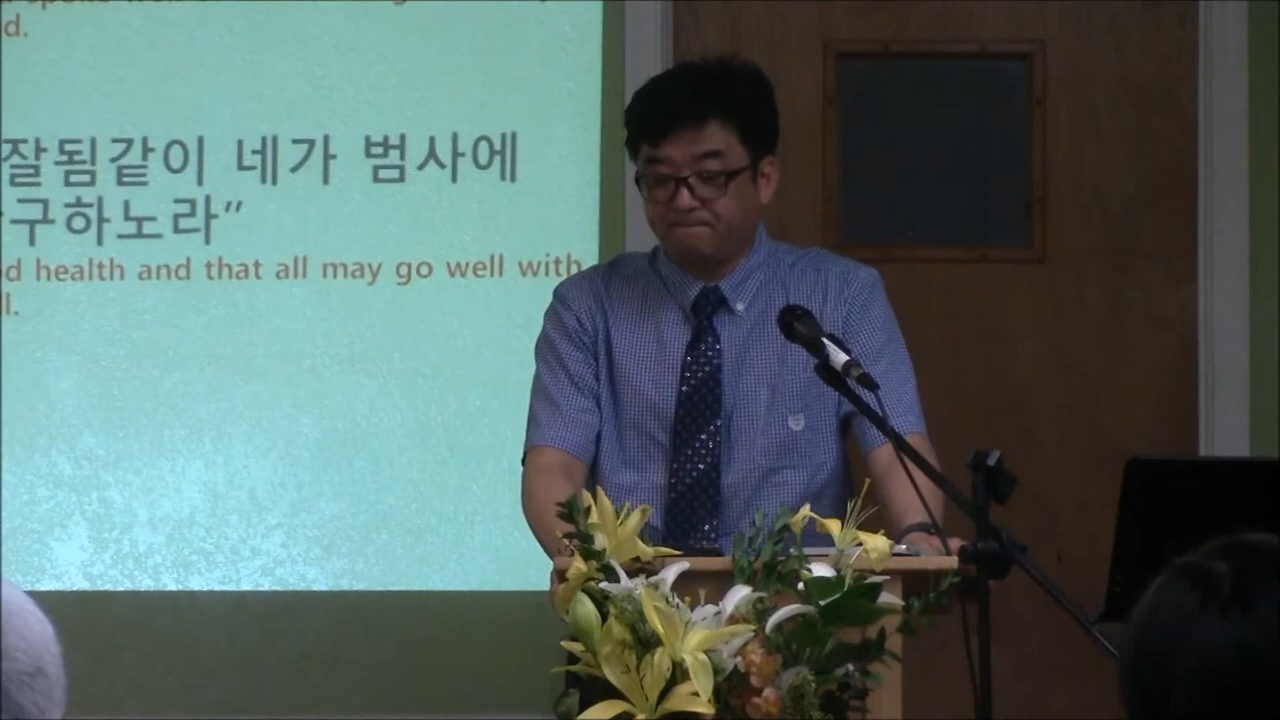 d.
잘됨같이 네가 범사에
구하노라”
d health and that all may go well with
l.